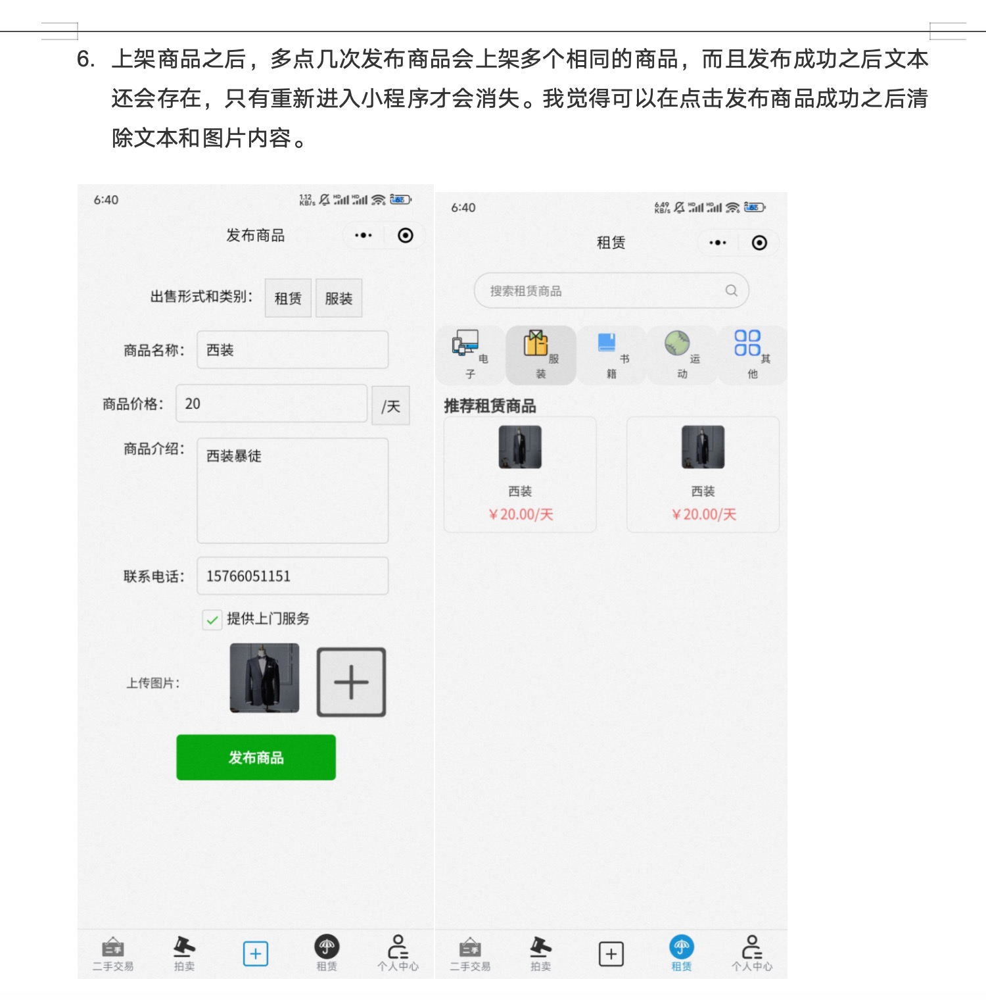 6. 上架商品之后，多点几次发布商品会上架多个相同的商品，而且发布成功之后文本
还会存在，只有重新进入小程序才会消失。我觉得可以在点击发布商品成功之后清
除文本和图片内容。
6:40
1.12
KB/s
HD
HD
63
发布商品
出售形式和类别：
租赁
服装
商品名称：
西装
商品价格：
20
/天
商品介绍：
西装暴徒
联系电话：
15766051151
提供上门服务
上传图片：
发布商品
二手
二手交易
拍卖
租赁
个人中心
6:40
6.49
KB/s
HD
HD
63
租赁
搜索租赁商品
电
子
服
装
书
籍
运
动
其
他
推荐租赁商品
西装
￥20.00/天
西装
￥20.00/天
二手
二手交易
拍卖
租赁
个人中心